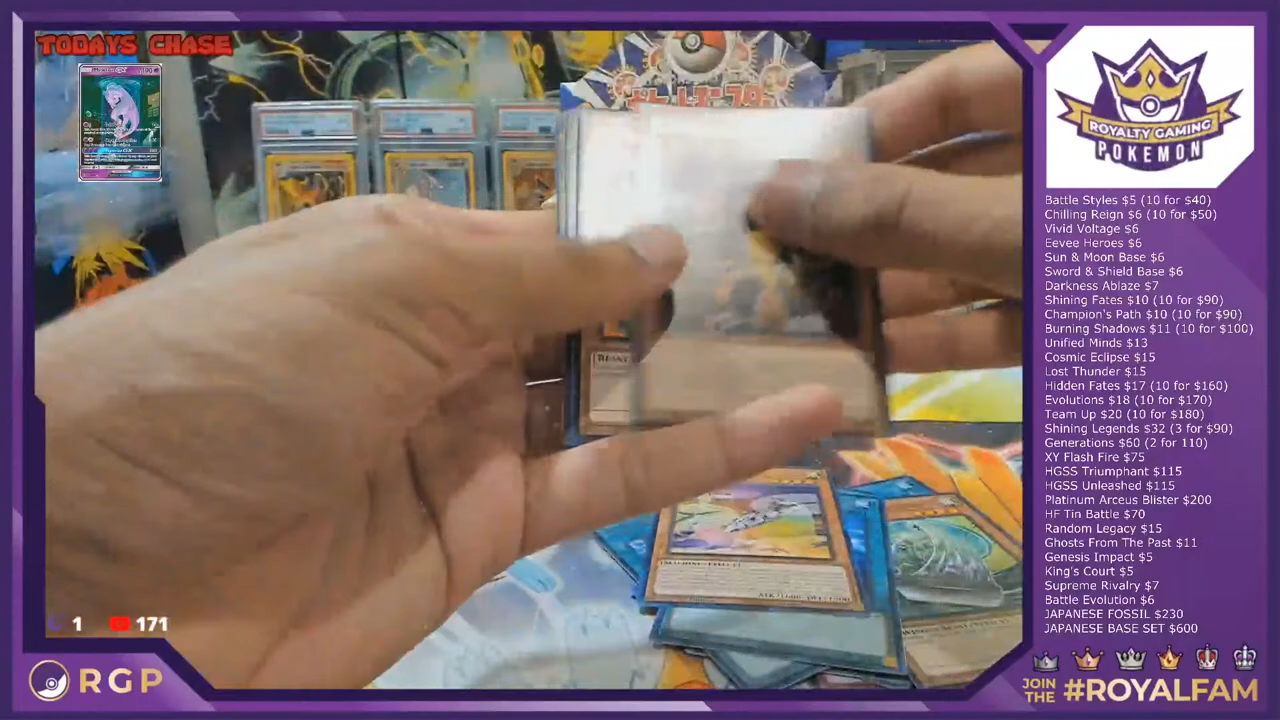 TODAYS CHASE
ROYALTY GAMING
POKEMON
Battle Styles $5 (10 for $40)
Chilling Reign $6 (10 for $50)
Vivid Voltage $6
Eevee Heroes $6
Sun & Moon Base $6
Sword & Shield Base $6
Darkness Ablaze $7
Shining Fates $10 (10 for $90)
Champion's Path $10 (10 for $90)
Burning Shadows $11 (10 for $100)
Unified Minds $13
Cosmic Eclipse $15
Lost Thunder $15
Hidden Fates $17 (10 for $160)
Evolutions $18 (10 for $170)
Team Up $20 (10 for $180)
Shining Legends $32 (3 for $90)
Generations $60 (2 for 110)
XY Flash Fire $75
HGSS Triumphant $115
HGSS Unleashed $115
Platinum Arceus Blister $200
HF Tin Battle $70
Random Legacy $15
Ghosts From The Past $11
Genesis Impact $5
King's Court $5
Supreme Rivalry $7
Battle Evolution $6
JAPANESE FOSSIL $230
JAPANESE BASE SET $600
1 171
RGP
JOIN THE #ROYALFAM